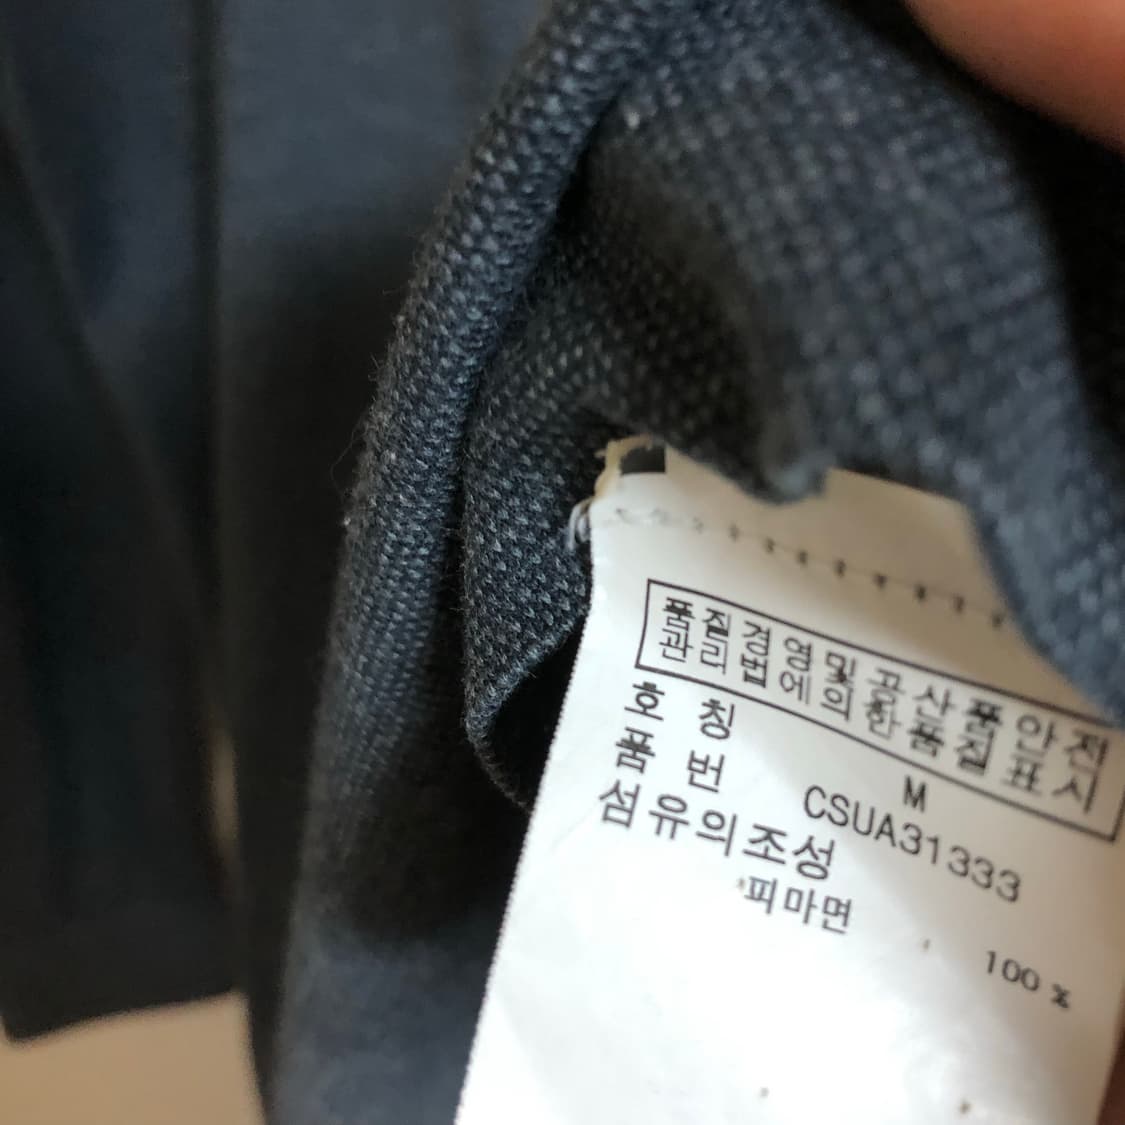 품질경영및공산품안전
관리법에의한품질표시
호 칭 M
품 번 CSUA31333
섬유의조성
피마면 100 %